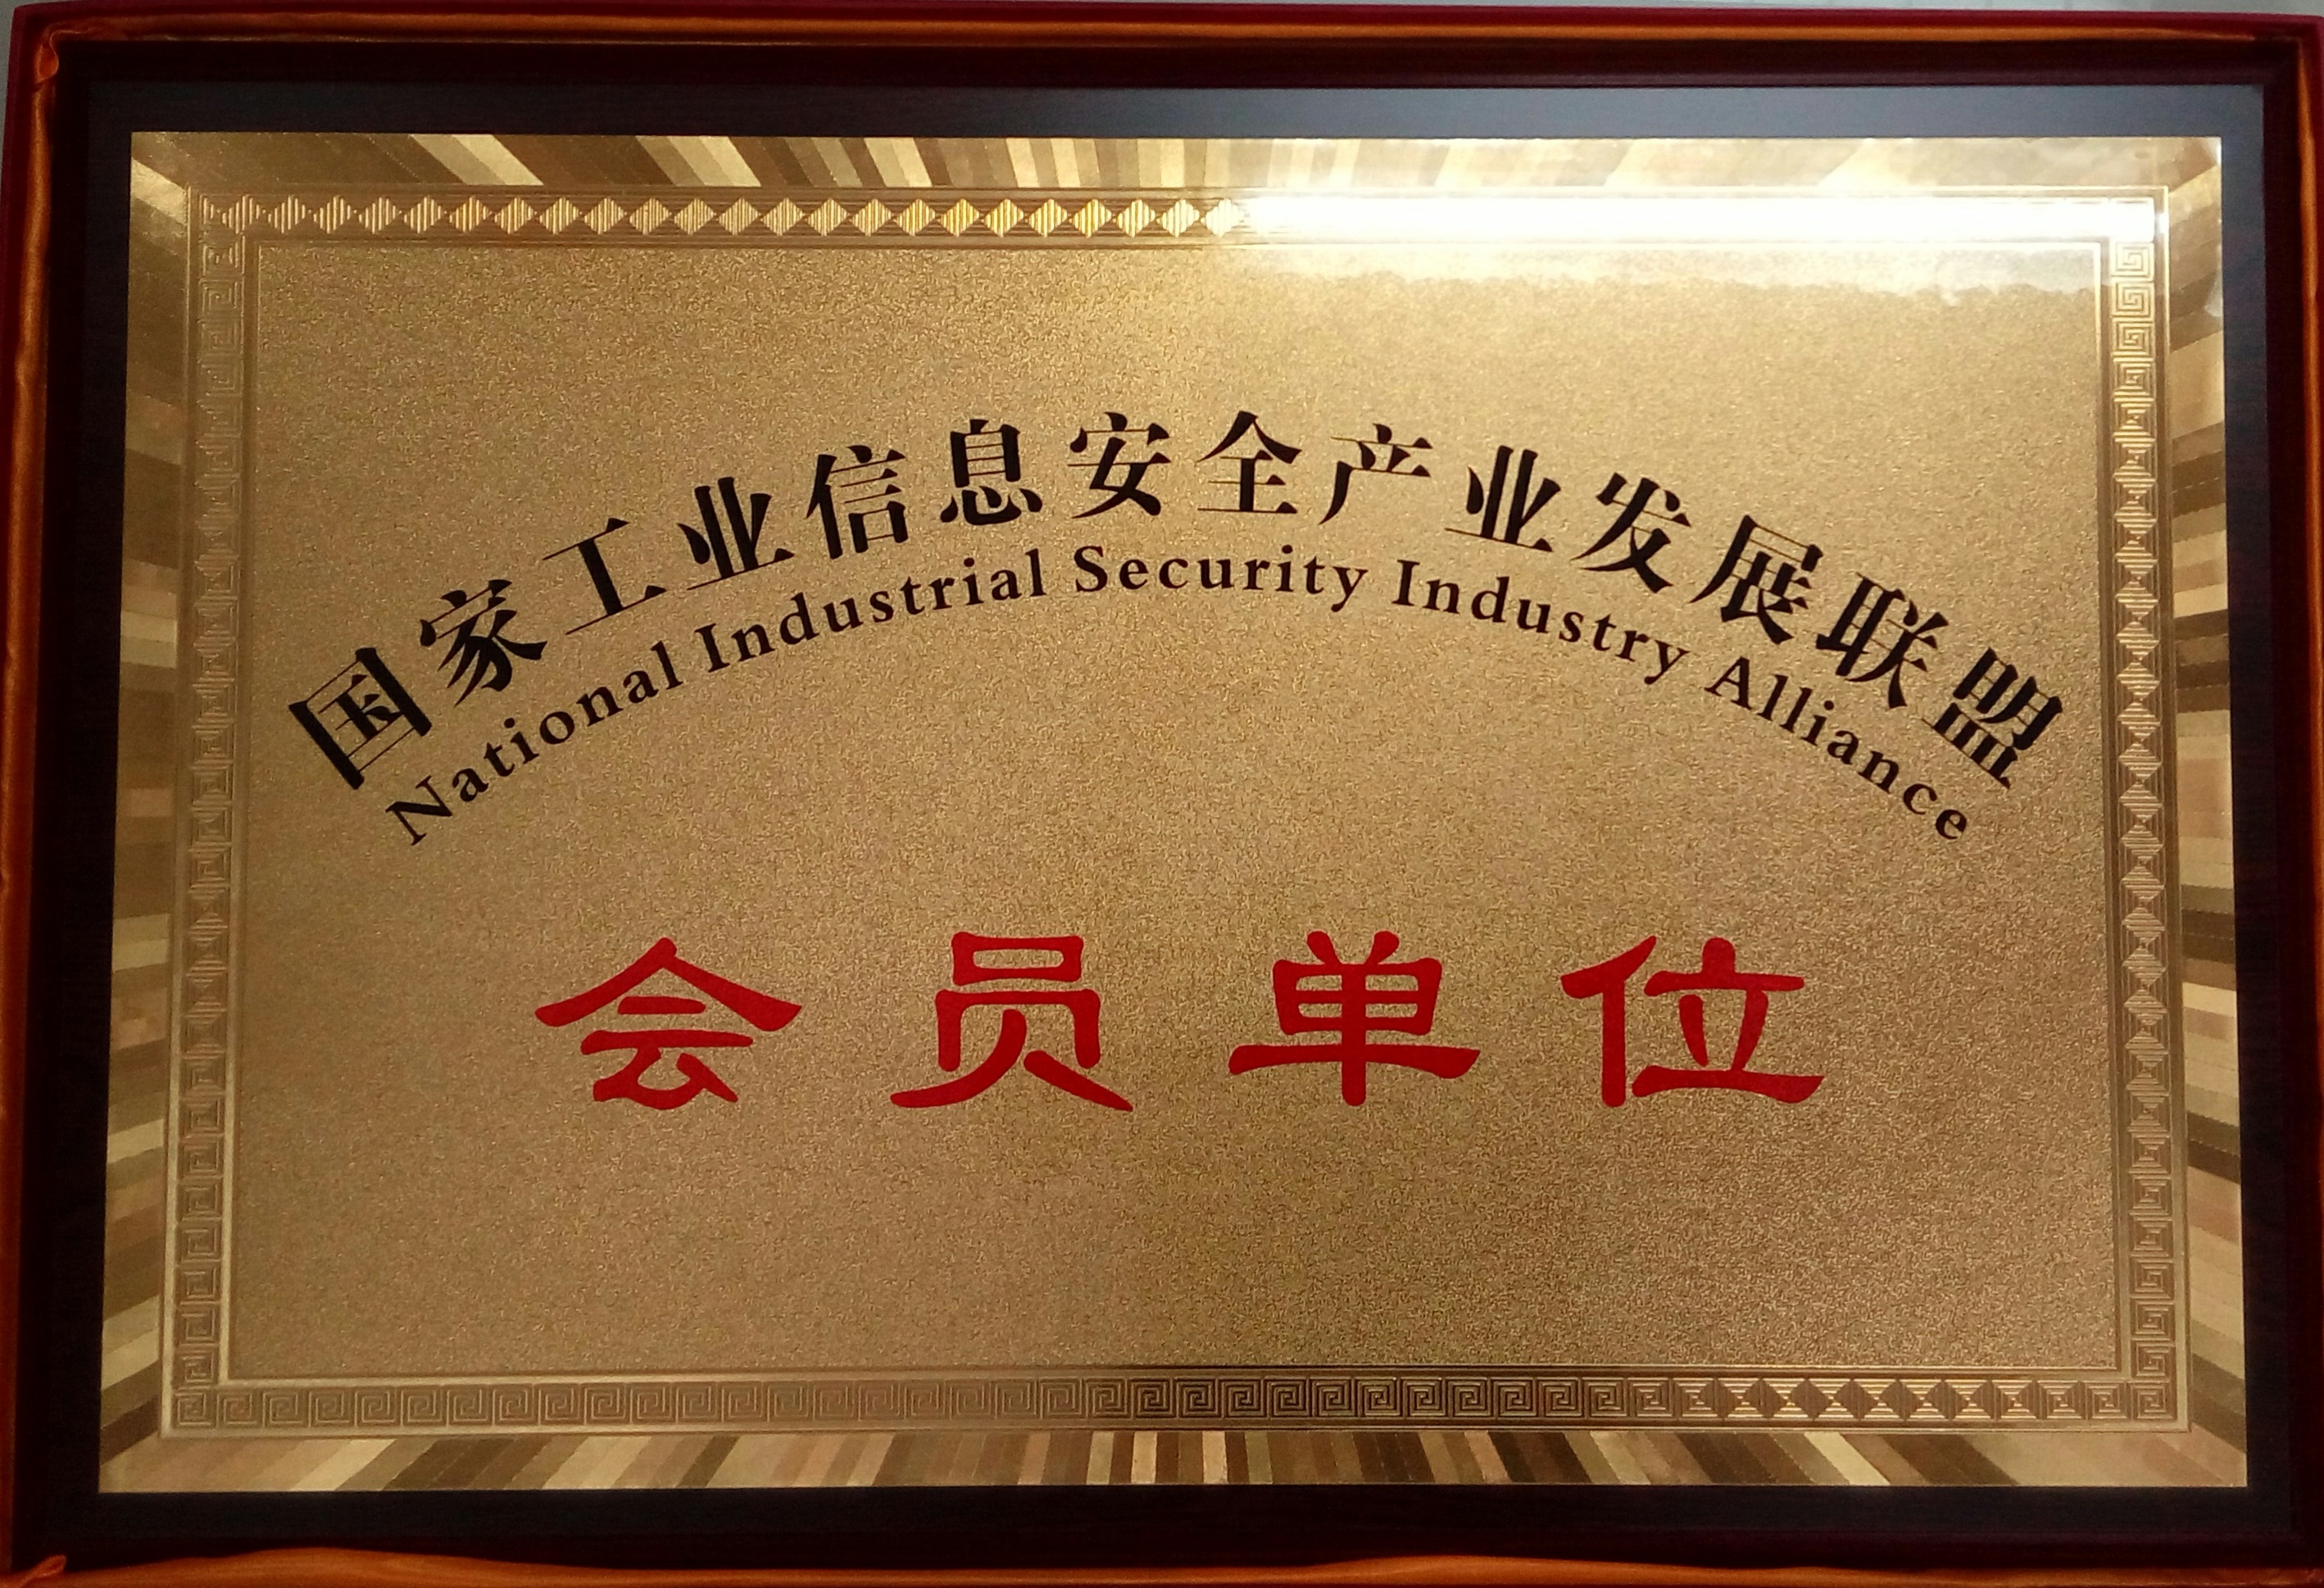 国家工业信息安全产业发展联盟
National Industrial Security Industry Alliance
会员单位